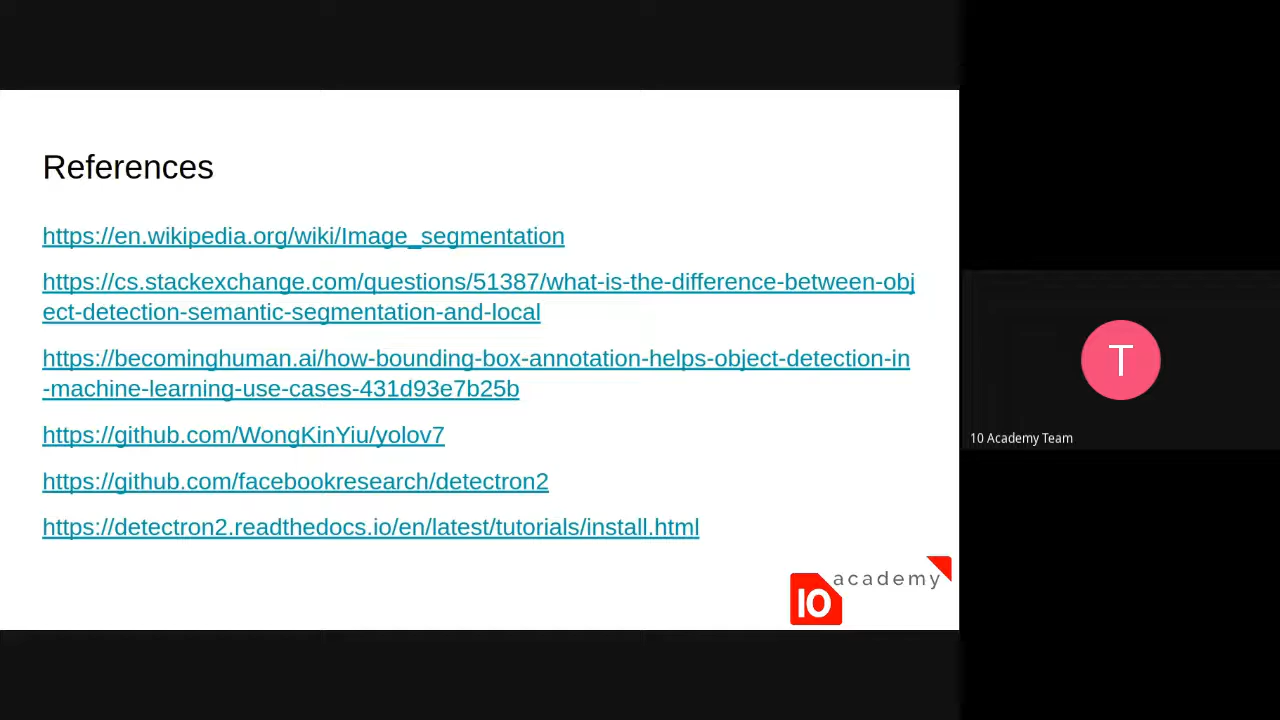 References
https://en.wikipedia.org/wiki/Image_segmentation
https://cs.stackexchange.com/questions/51387/what-is-the-difference-between-obj
ect-detection-semantic-segmentation-and-local
https://becominghuman.ai/how-bounding-box-annotation-helps-object-detection-in
-machine-learning-use-cases-431d93e7b25b
https://github.com/WongKinYiu/yolov7
https://github.com/facebookresearch/detectron2
https://detectron2.readthedocs.io/en/latest/tutorials/install.html
10 academy
T
10 Academy Team